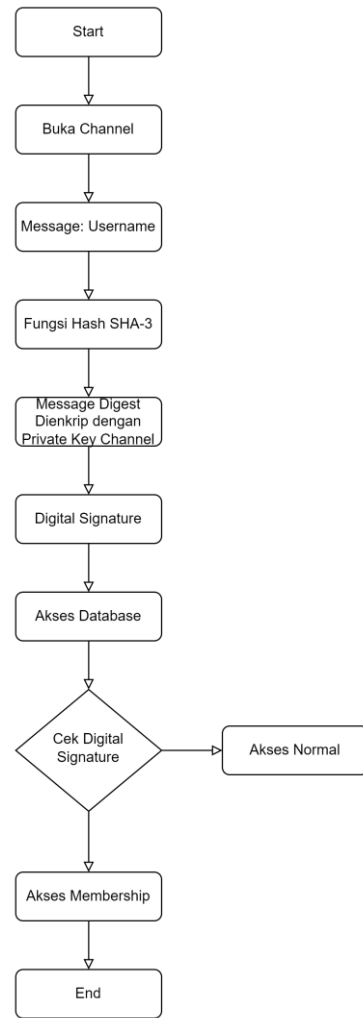 Start
Buka Channel
Message: Username
Fungsi Hash SHA-3
Message Digest
Dienkrip dengan
Private Key Channel
Digital Signature
Akses Database
Cek Digital
Signature
Akses Normal
Akses Membership
End